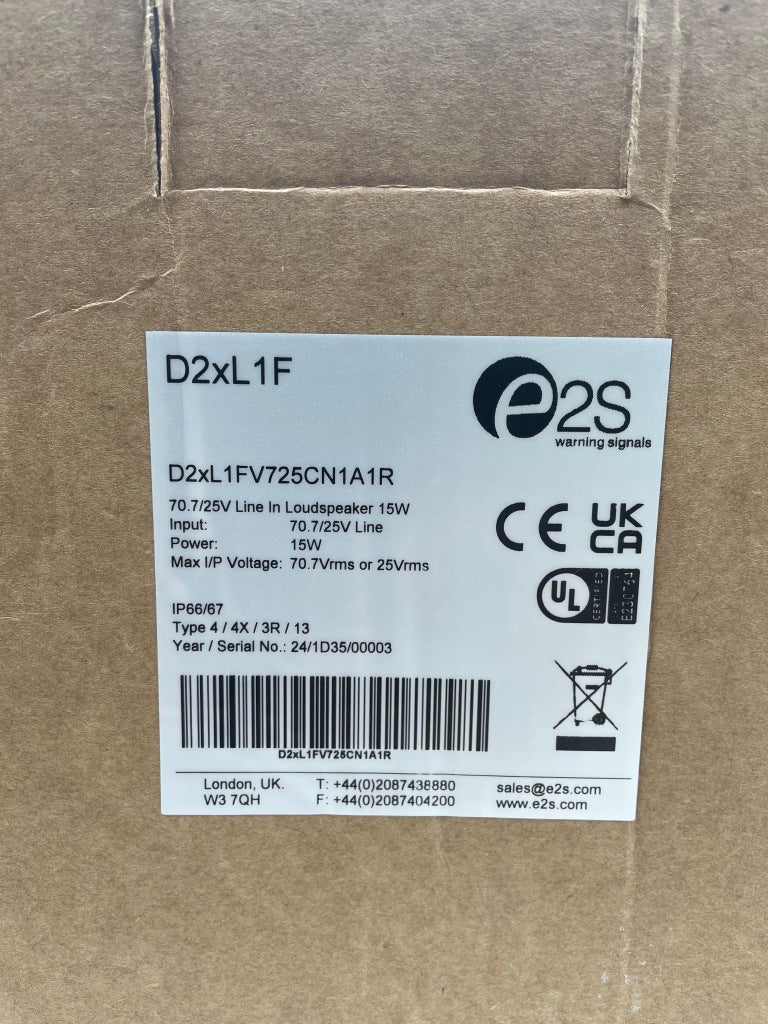 D2xL1F
e2S
warning signals
D2xL1FV725CN1A1R
70.7/25V Line In Loudspeaker 15W
Input: 70.7/25V Line
Power: 15W
Max I/P Voltage: 70.7Vrms or 25Vrms
CE
UK
CA
UL
CERTIFIED
E230764
IP66/67
Type 4 / 4X / 3R / 13
Year / Serial No.: 24/1D35/00003
D2xL1FV725CN1A1R
London, UK. T: +44(0)2087438880 sales@e2s.com
W3 7QH F: +44(0)2087404200 www.e2s.com